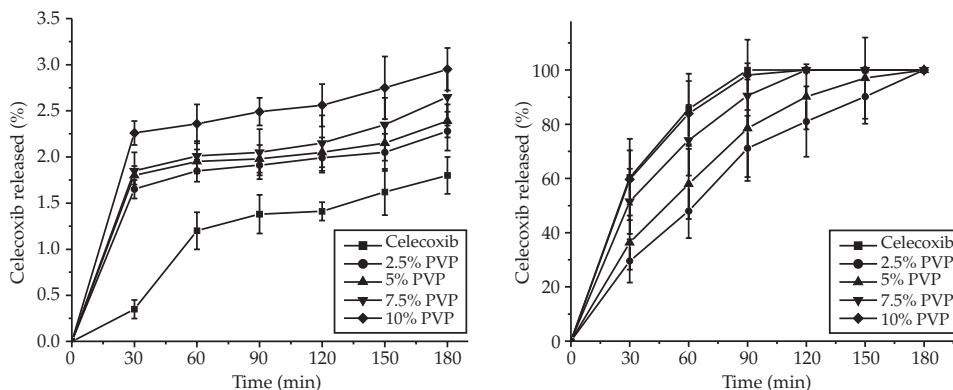 3.5
3.0
2.5
2.0
1.5
1.0
0.5
0.0
Celecoxib released (%)
0 30 60 90 120 150 180
Time (min)
Celecoxib
2.5% PVP
5% PVP
7.5% PVP
10% PVP
100
80
60
40
20
0
Celecoxib released (%)
0 30 60 90 120 150 180
Time (min)
Celecoxib
2.5% PVP
5% PVP
7.5% PVP
10% PVP